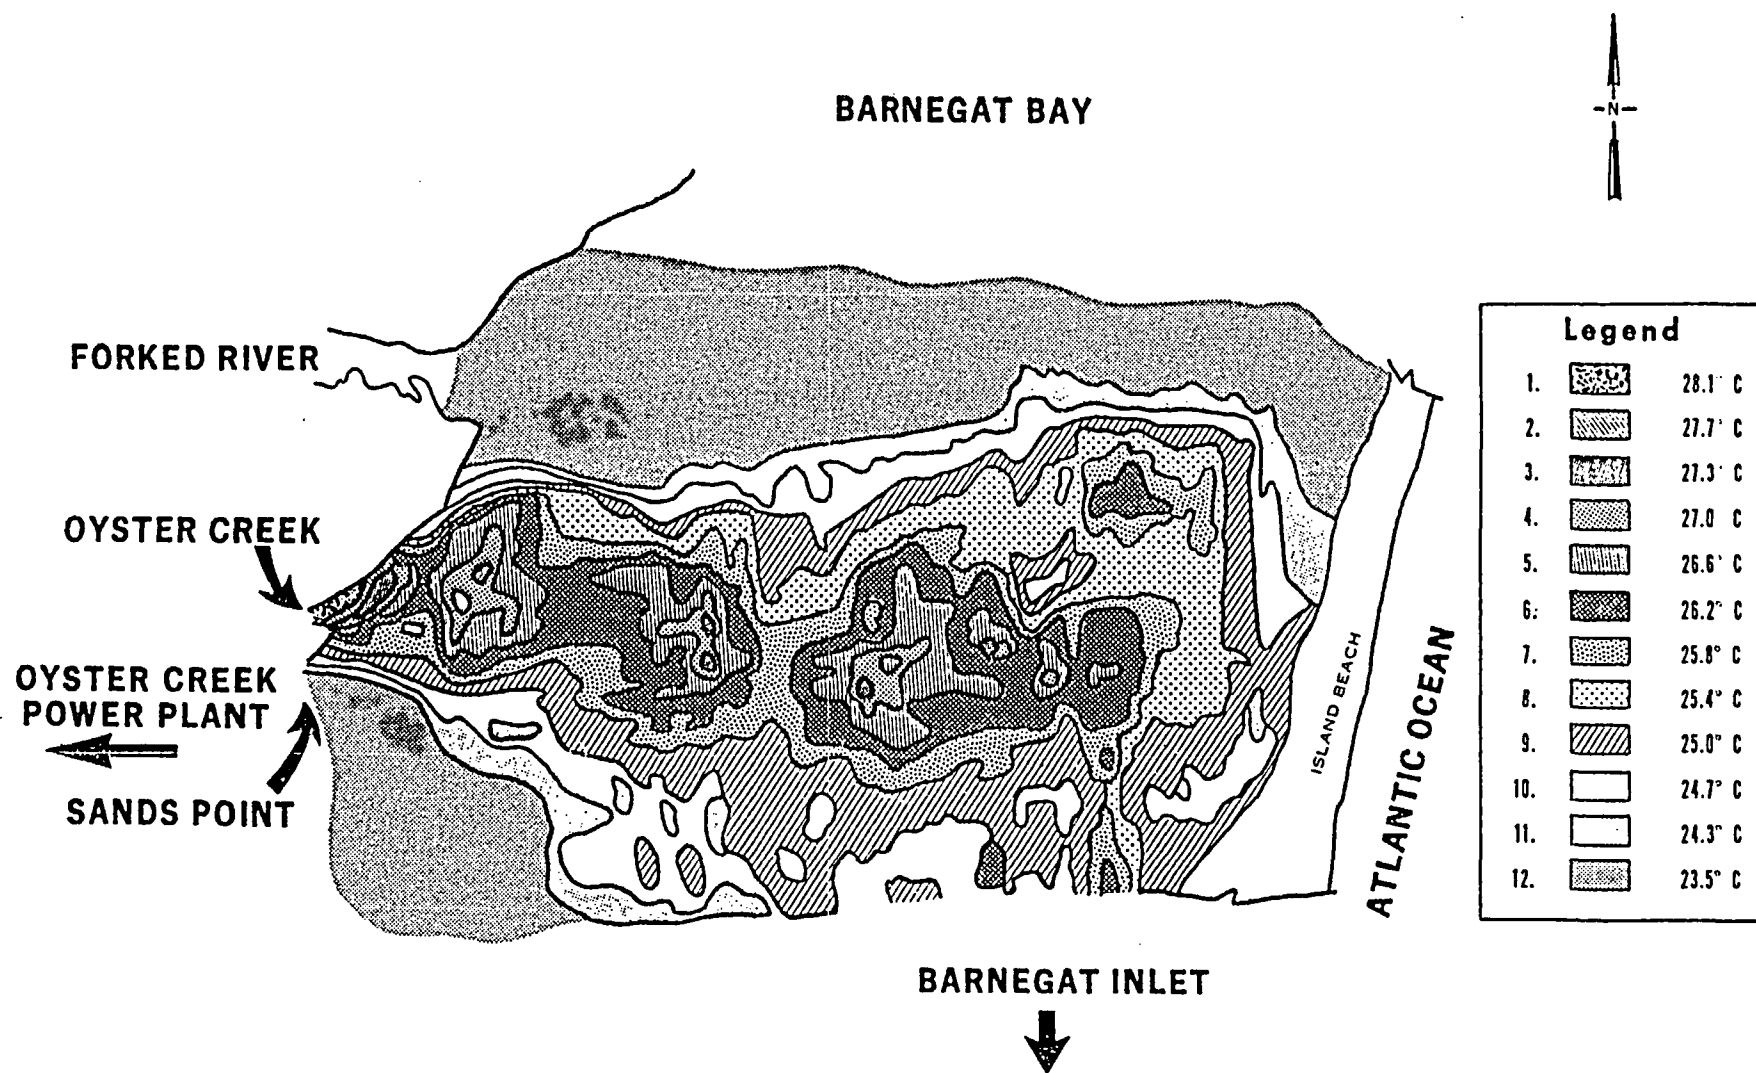 BARNEGAT BAY
N
FORKED RIVER
OYSTER CREEK
OYSTER CREEK
POWER PLANT
SANDS POINT
ISLAND BEACH
ATLANTIC OCEAN
BARNEGAT INLET
Legend
1. 28.1° C
2. 27.7° C
3. 27.3° C
4. 27.0 C
5. 26.6° C
6. 26.2° C
7. 25.8° C
8. 25.4° C
9. 25.0° C
10. 24.7° C
11. 24.3° C
12. 23.5° C